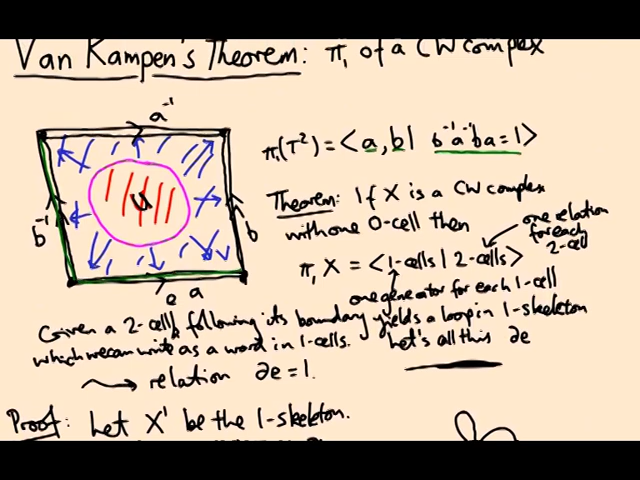 Van Kampen's Theorem: π₁ of a CW complex
a⁻¹
π₁(T²) = <a, b | b⁻¹a⁻¹ba = 1>
U
b⁻¹
b
e a
Theorem: If X is a CW complex
with one 0-cell then
π₁X = <1-cells | 2-cells>
one relation
for each
2-cell
one generator for each 1-cell
Given a 2-cell, following its boundary yields a loop in 1-skeleton
which we can write as a word in 1-cells. Let's all this ∂e
relation ∂e = 1.
Proof: Let X¹ be the 1-skeleton.